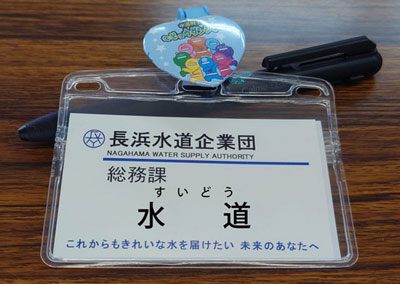 長浜水道企業団
NAGAHAMA WATER SUPPLY AUTHORITY
総務課
すいどう
水道
これからもきれいな水を届けたい 未来のあなたへ